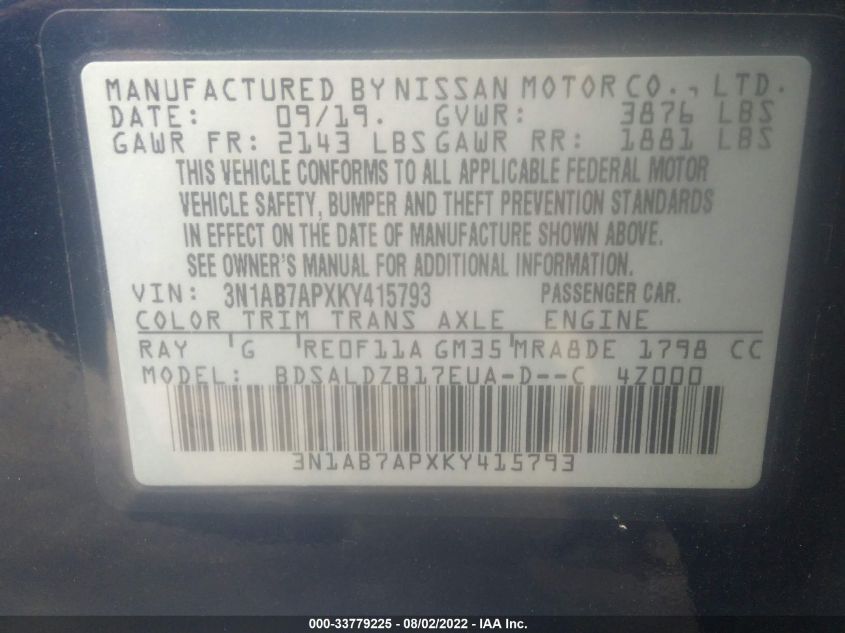 MANUFACTURED BY NISSAN MOTOR CO., LTD.
DATE: 09/19. GVWR: 3876 LBS
GAWR FR: 2143 LBS GAWR RR: 1881 LBS
THIS VEHICLE CONFORMS TO ALL APPLICABLE FEDERAL MOTOR
VEHICLE SAFETY, BUMPER AND THEFT PREVENTION STANDARDS
IN EFFECT ON THE DATE OF MANUFACTURE SHOWN ABOVE.
SEE OWNER'S MANUAL FOR ADDITIONAL INFORMATION.
VIN: 3N1AB7APXKY415793 PASSENGER CAR.
COLOR TRIM TRANS AXLE ENGINE
RAY 'G 'RE0F11A GM35 'MRA8DE 1798 CC
MODEL: BDSALDZB17EUA-D--C 4Z000
3N1AB7APXKY415793
000-33779225 - 08/02/2022 - IAA Inc.